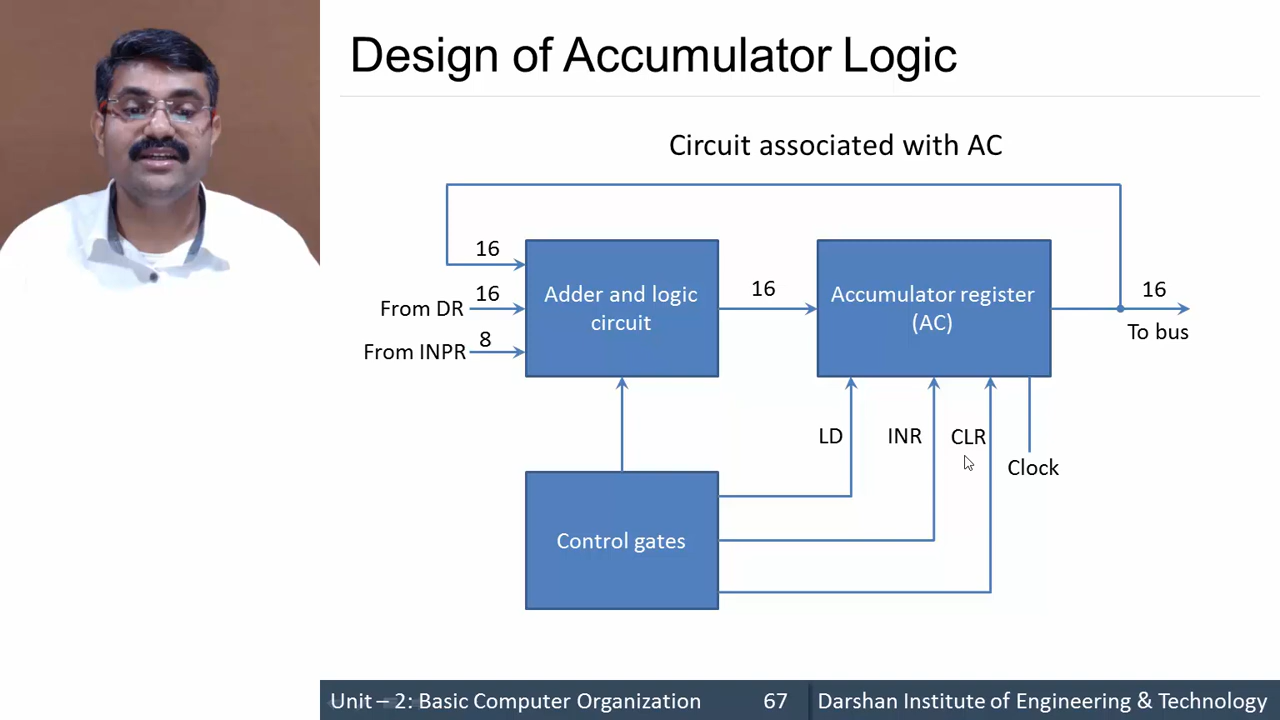 Design of Accumulator Logic
Circuit associated with AC
16
From DR
16
From INPR
8
Adder and logic
circuit
16
Accumulator register
(AC)
16
To bus
LD
INR
CLR
Clock
Control gates
Unit – 2: Basic Computer Organization
67
Darshan Institute of Engineering & Technology